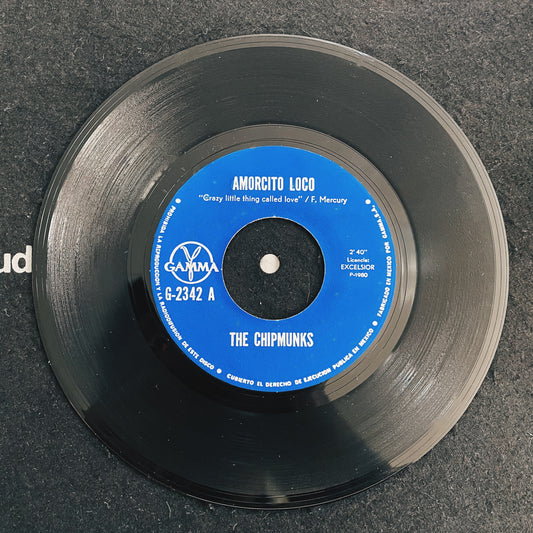 AMORCITO LOCO
"Crazy little thing called love" / F. Mercury
GAMMA
G-2342 A
2' 40"
Licencia:
EXCELSIOR
P-1980
THE CHIPMUNKS
PROHIBIDA LA REPRODUCCION Y LA RADIODIFUSION DE ESTE DISCO
CUBIERTO EL DERECHO DE EJECUCION PUBLICA EN MEXICO
FABRICADO EN MEXICO POR GAMMA S.A.
ud